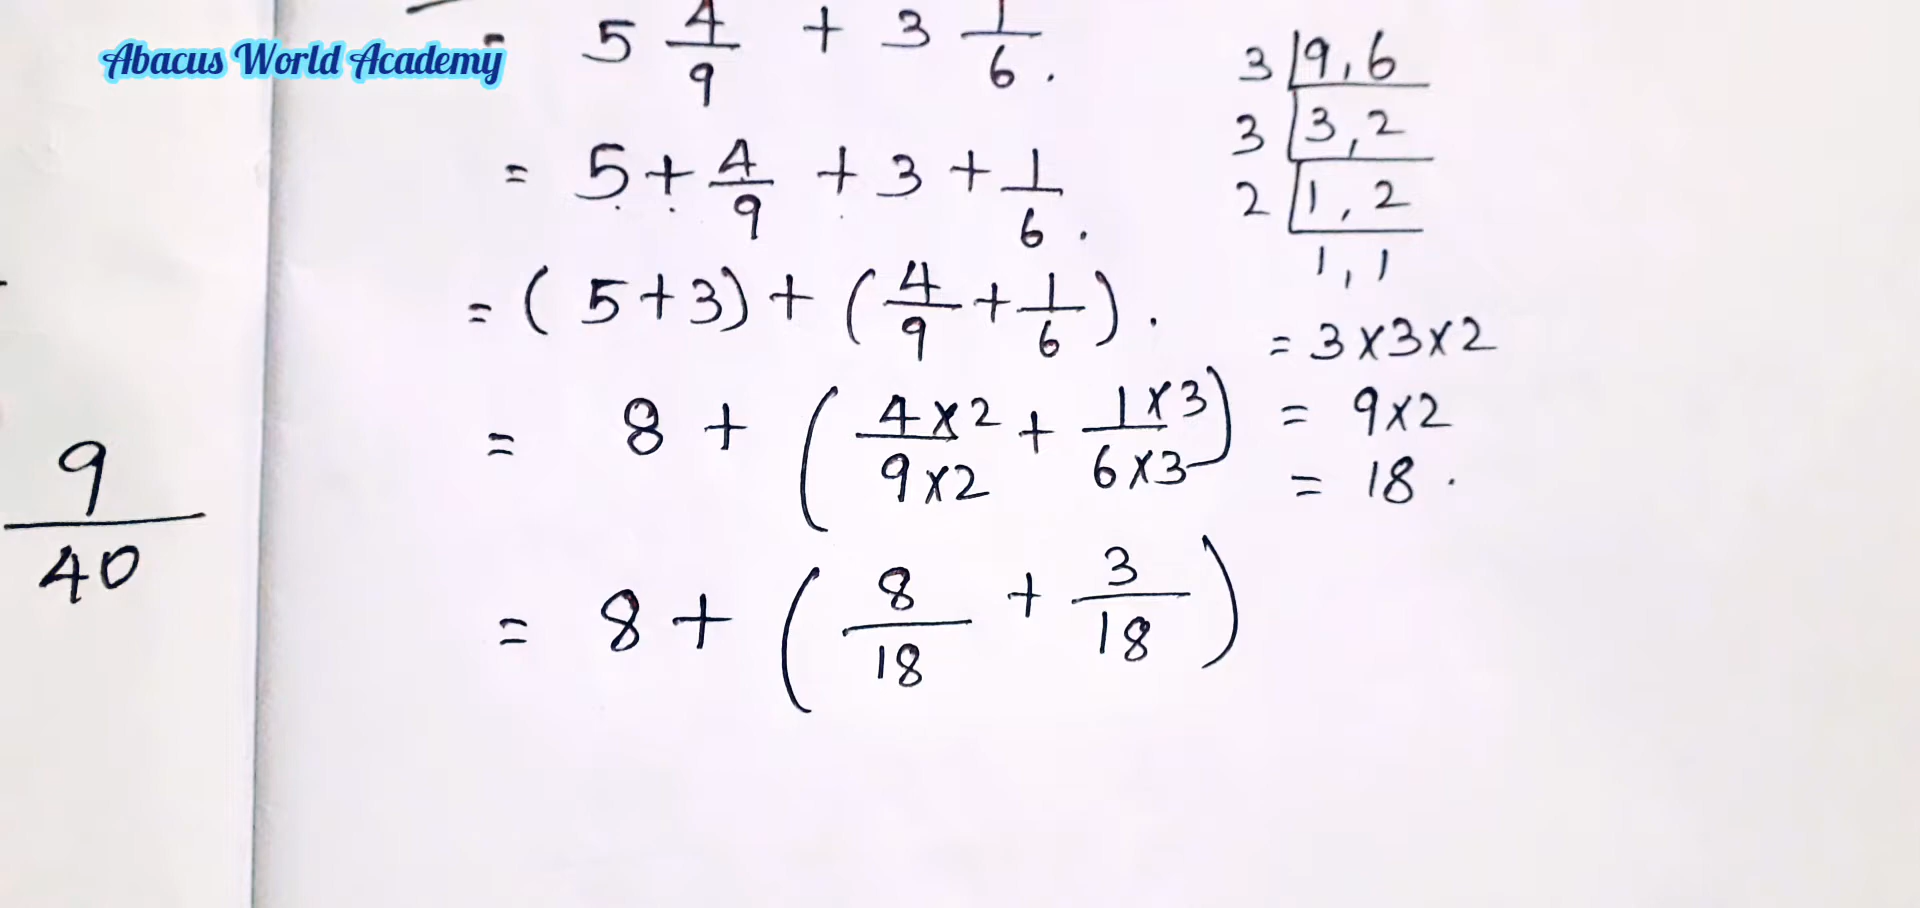 Abacus World Academy
5 4/9 + 3 1/6.
= 5 + 4/9 + 3 + 1/6.
= (5+3) + (4/9 + 1/6).
= 8 + (4×2/9×2 + 1×3/6×3)
= 8 + (8/18 + 3/18)
3 | 9, 6
3 | 3, 2
2 | 1, 2
1, 1
= 3×3×2
= 9×2
= 18.
9/40